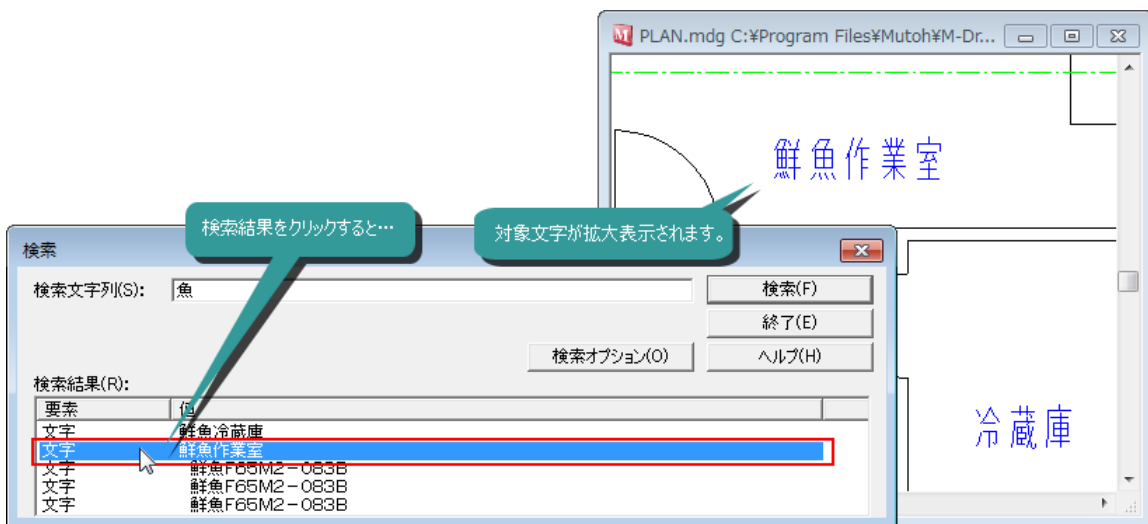 PLAN.mdg C:¥Program Files¥Mutoh¥M-Dr...
鮮魚作業室
検索結果をクリックすると…
対象文字が拡大表示されます。
検索
検索文字列(S): 魚
検索(F)
終了(E)
検索オプション(O)
ヘルプ(H)
検索結果(R):
要素 値
文字 鮮魚冷蔵庫
文字 鮮魚作業室
文字 鮮魚F65M2-083B
文字 鮮魚F65M2-083B
文字 鮮魚F65M2-083B
冷蔵庫